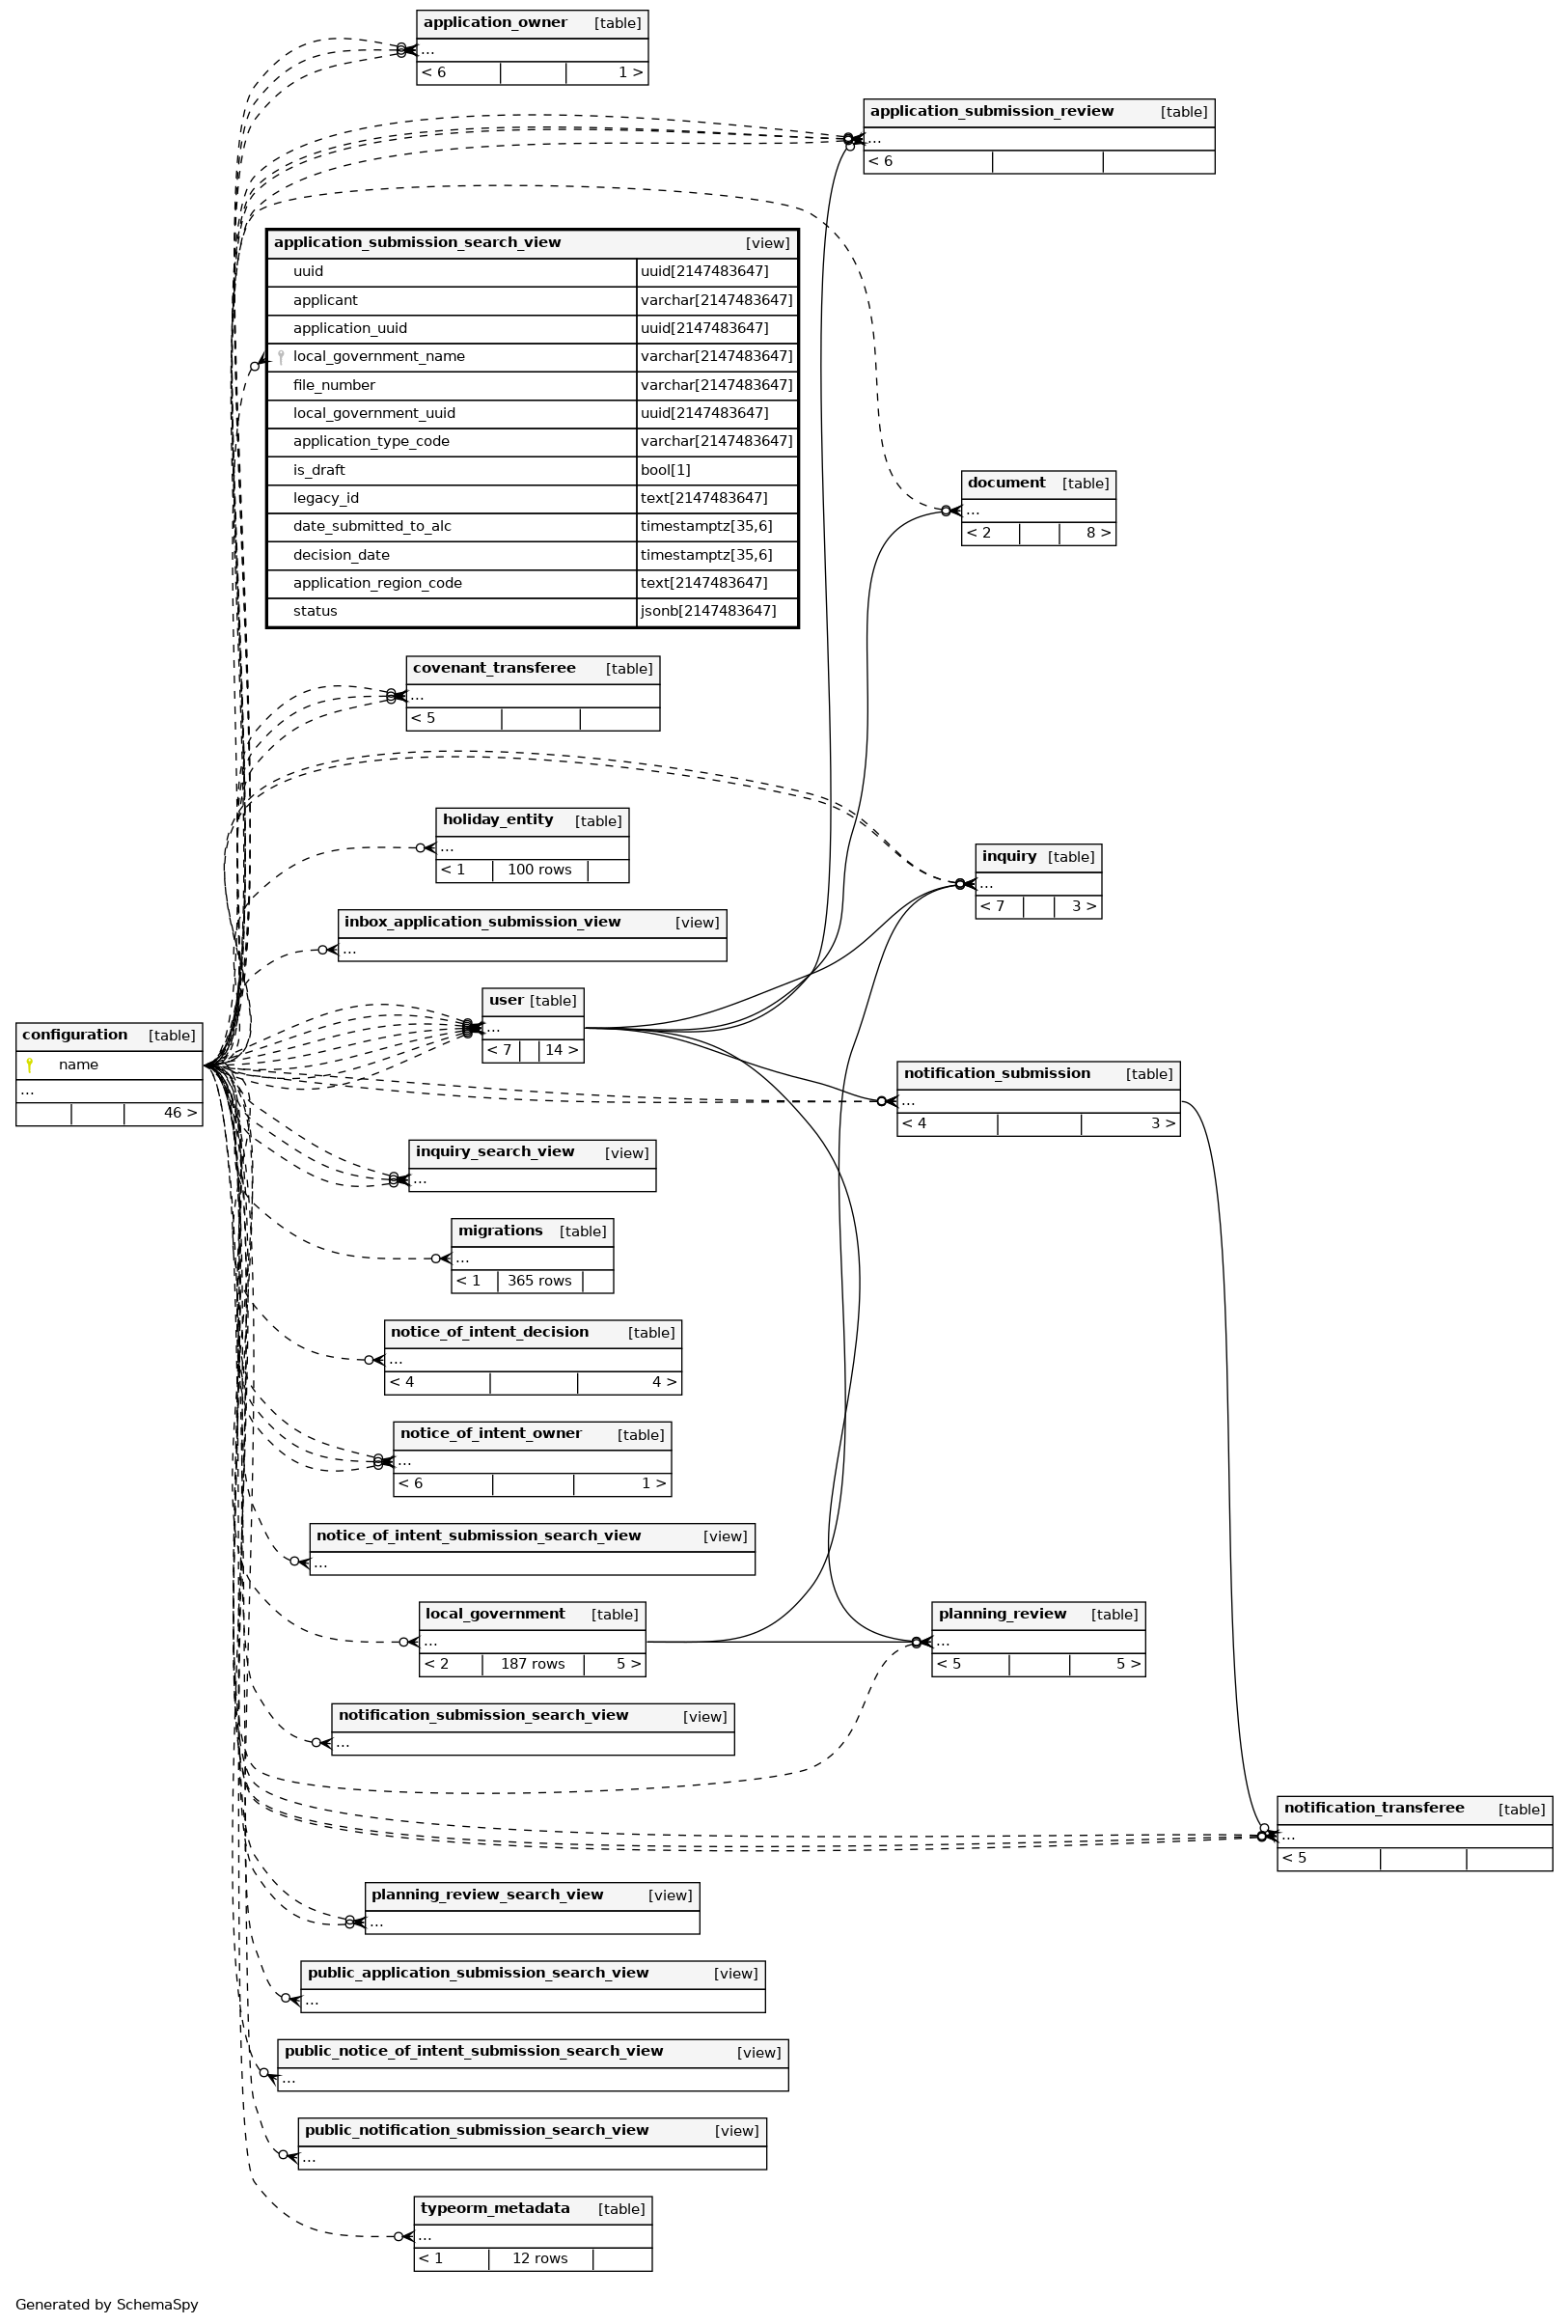 application_owner [table]
...
< 6 1 >
application_submission_review [table]
...
< 6
application_submission_search_view [view]
uuid uuid[2147483647]
applicant varchar[2147483647]
application_uuid uuid[2147483647]
local_government_name varchar[2147483647]
file_number varchar[2147483647]
local_government_uuid uuid[2147483647]
application_type_code varchar[2147483647]
is_draft bool[1]
legacy_id text[2147483647]
date_submitted_to_alc timestamptz[35,6]
decision_date timestamptz[35,6]
application_region_code text[2147483647]
status jsonb[2147483647]
document [table]
...
< 2 8 >
covenant_transferee [table]
...
< 5
holiday_entity [table]
...
< 1 100 rows
inquiry [table]
...
< 7 3 >
inbox_application_submission_view [view]
...
user [table]
...
< 7 14 >
configuration [table]
name
...
46 >
notification_submission [table]
...
< 4 3 >
inquiry_search_view [view]
...
migrations [table]
...
< 1 365 rows
notice_of_intent_decision [table]
...
< 4 4 >
notice_of_intent_owner [table]
...
< 6 1 >
notice_of_intent_submission_search_view [view]
...
local_government [table]
...
< 2 187 rows 5 >
planning_review [table]
...
< 5 5 >
notification_submission_search_view [view]
...
notification_transferee [table]
...
< 5
planning_review_search_view [view]
...
public_application_submission_search_view [view]
...
public_notice_of_intent_submission_search_view [view]
...
public_notification_submission_search_view [view]
...
typeorm_metadata [table]
...
< 1 12 rows
Generated by SchemaSpy